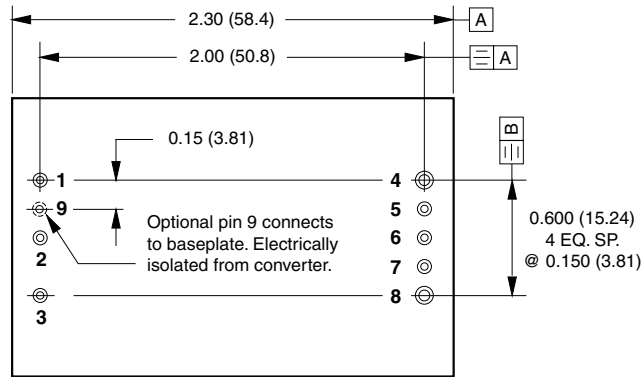 2.30 (58.4)
A
2.00 (50.8)
A
0.15 (3.81)
B
1
4
9
5
Optional pin 9 connects
to baseplate. Electrically
isolated from converter.
2
6
7
3
8
0.600 (15.24)
4 EQ. SP.
@ 0.150 (3.81)